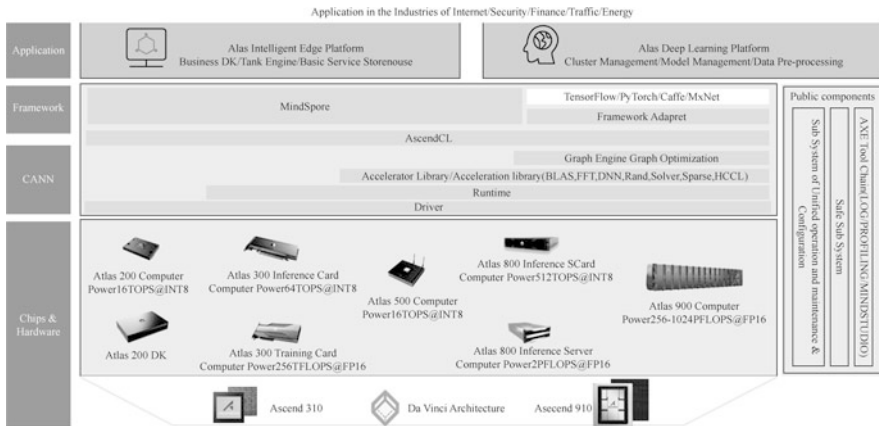 Application in the Industries of Internet/Security/Finance/Traffic/Energy
Application
Alas Intelligent Edge Platform
Business DK/Tank Engine/Basic Service Storenouse
Alas Deep Learning Platform
Cluster Management/Model Management/Data Pre-processing
Framework
MindSpore
TensorFlow/PyTorch/Caffe/MxNet
Framework Adapret
AscendCL
CANN
Graph Engine Graph Optimization
Accelerator Library/Acceleration library(BLAS,FFT,DNN,Rand,Solver,Sparse,HCCL)
Runtime
Driver
Public components
Sub System of Unified operation and maintenance &
Configuration
Safe Sub System
AXE Tool Chain(LOG/PROFILING/MINDSTUDIO)
Chips &
Hardware
Atlas 200 Computer
Power16TOPS@INT8
Atlas 300 Inference Card
Computer Power64TOPS@INT8
Atlas 500 Computer
Power16TOPS@INT8
Atlas 800 Inference SCard
Computer Power512TOPS@INT8
Atlas 900 Computer
Power256-1024PFLOPS@FP16
Atlas 200 DK
Atlas 300 Training Card
Computer Power256TFLOPS@FP16
Atlas 800 Inference Server
Computer Power2PFLOPS@FP16
Ascend 310
Da Vinci Architecture
Asecend 910